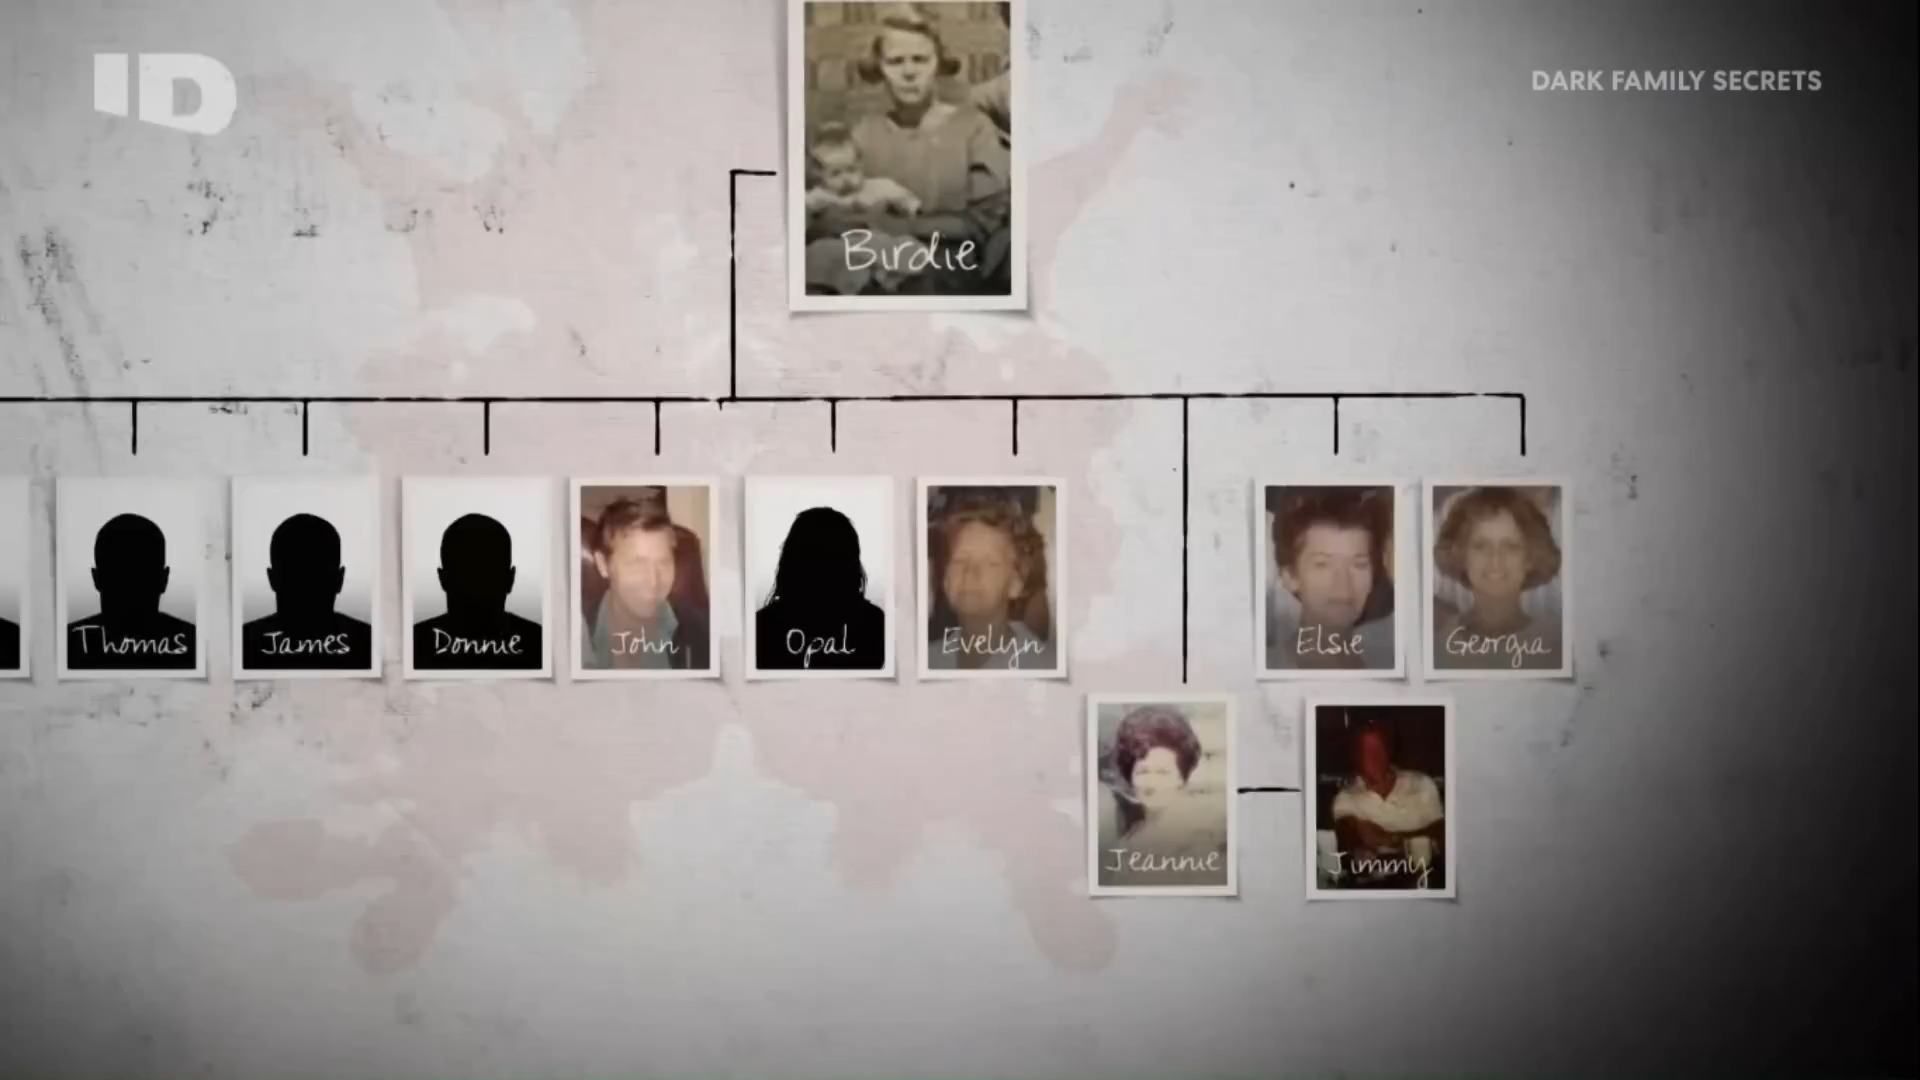 ID
DARK FAMILY SECRETS
Birdie
Thomas
James
Donnie
John
Opal
Evelyn
Elsie
Georgia
Jeannie
Jimmy